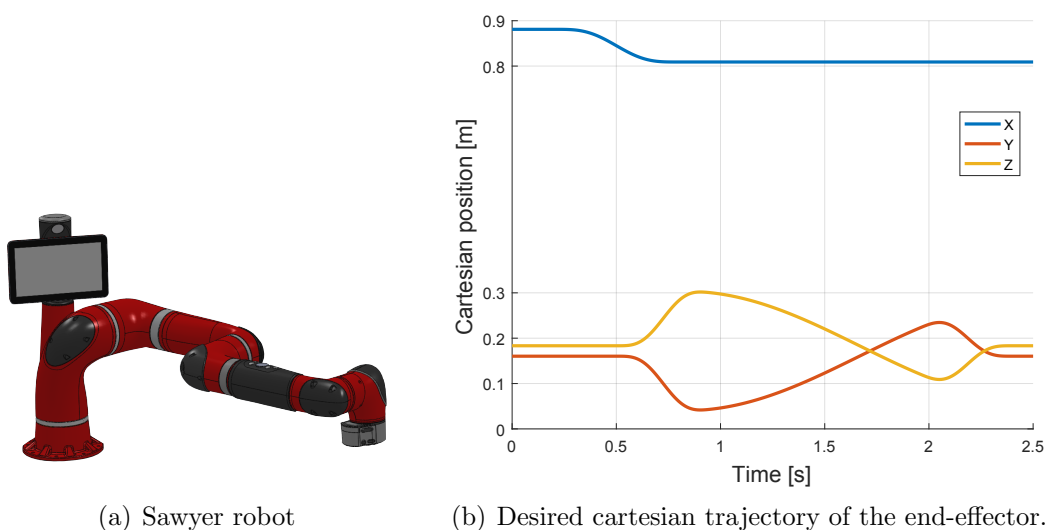 0.9
0.8
0.3
0.2
0.1
0
0
0.5
1
1.5
2
2.5
Cartesian position [m]
Time [s]
X
Y
Z
(a) Sawyer robot
(b) Desired cartesian trajectory of the end-effector.